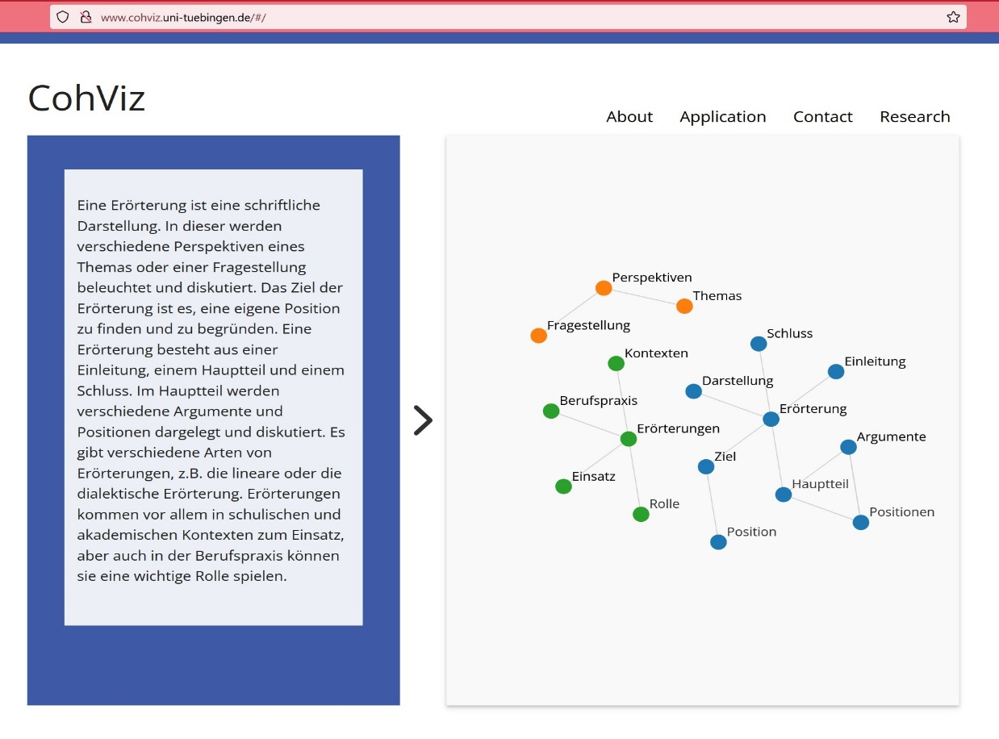 www.cohviz.uni-tuebingen.de/#/
CohViz
About Application Contact Research
Eine Erörterung ist eine schriftliche
Darstellung. In dieser werden
verschiedene Perspektiven eines
Themas oder einer Fragestellung
beleuchtet und diskutiert. Das Ziel der
Erörterung ist es, eine eigene Position
zu finden und zu begründen. Eine
Erörterung besteht aus einer
Einleitung, einem Hauptteil und einem
Schluss. Im Hauptteil werden
verschiedene Argumente und
Positionen dargelegt und diskutiert. Es
gibt verschiedene Arten von
Erörterungen, z.B. die lineare oder die
dialektische Erörterung. Erörterungen
kommen vor allem in schulischen und
akademischen Kontexten zum Einsatz,
aber auch in der Berufspraxis können
sie eine wichtige Rolle spielen.
Perspektiven
Themas
Fragestellung
Schluss
Kontexten
Einleitung
Darstellung
Berufspraxis
Erörterung
Erörterungen
Argumente
Ziel
Einsatz
Hauptteil
Rolle
Positionen
Position